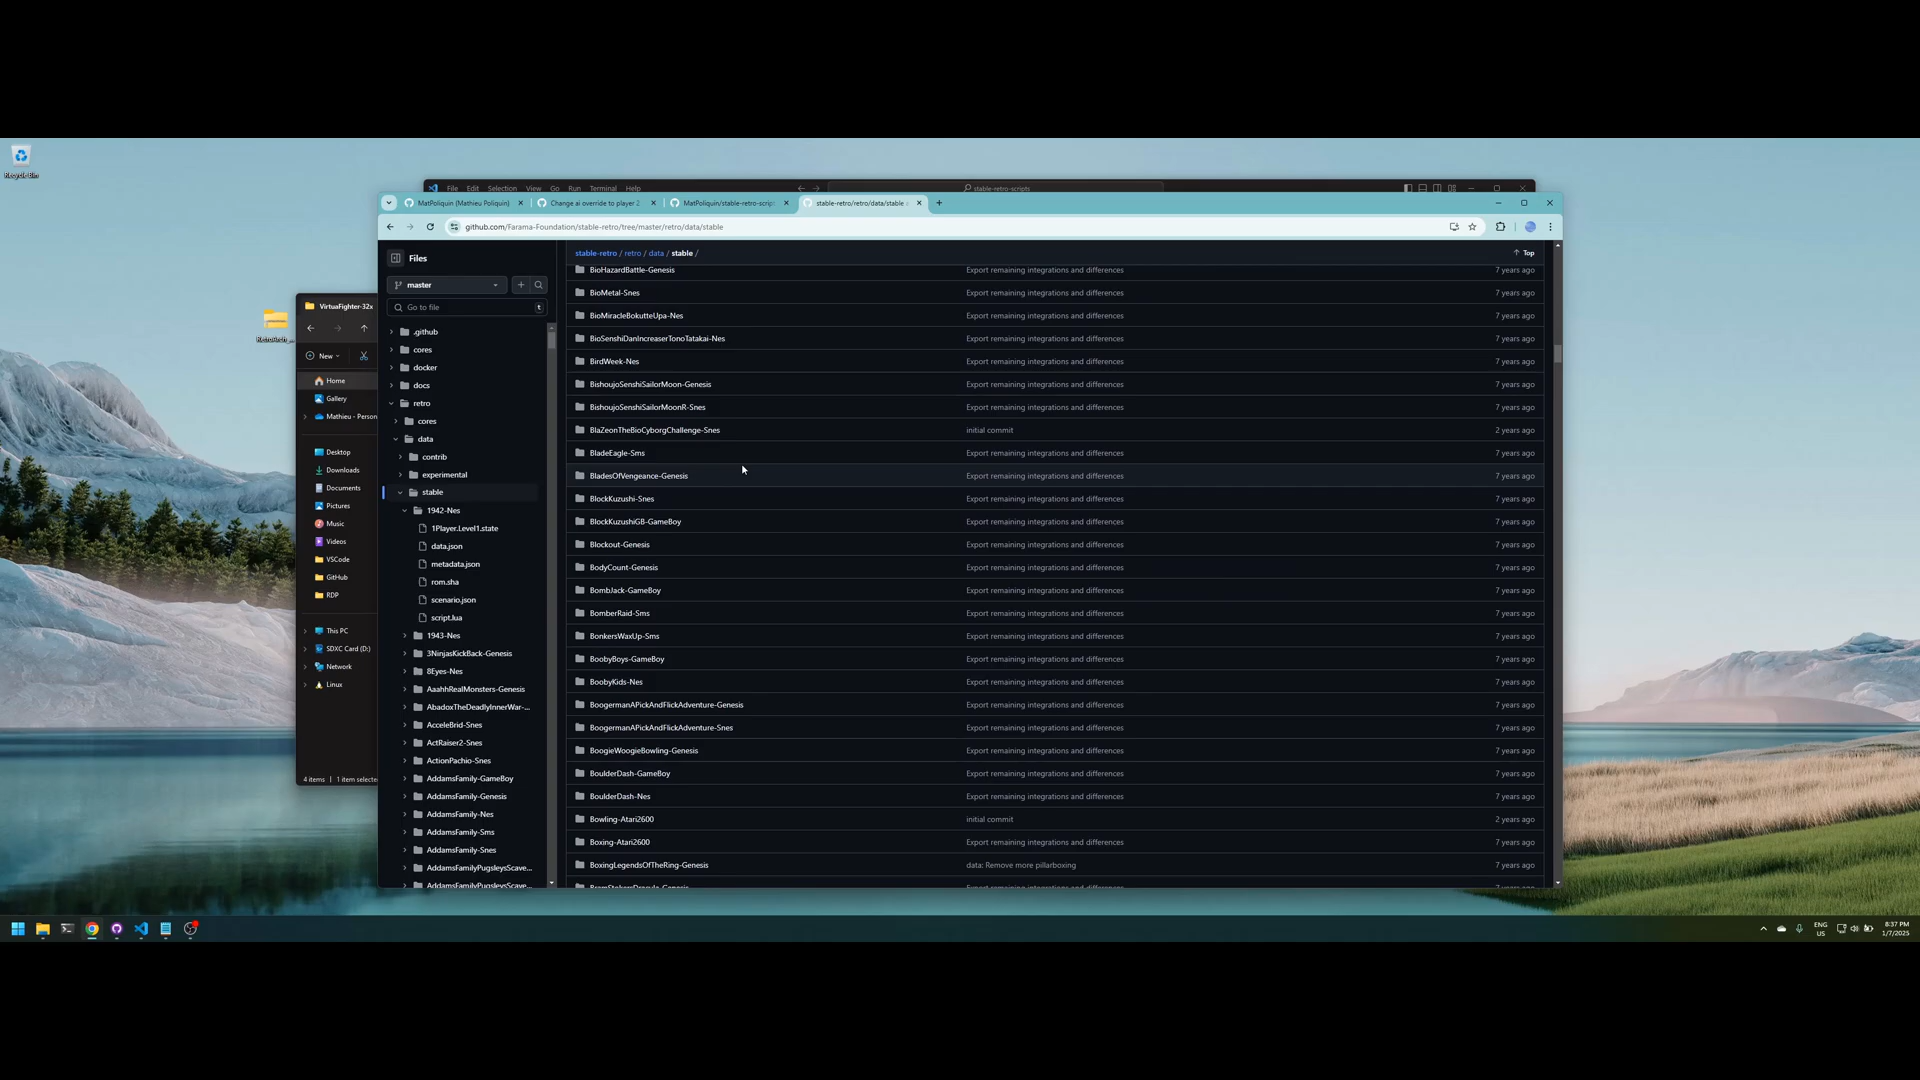 Recycle Bin
File Edit Selection View Go Run Terminal Help
stable-retro-scripts
MatPoliquin (Mathieu Poliquin)
Change ai override to player 2
MatPoliquin/stable-retro-scrip
stable-retro/retro/data/stable
github.com/Farama-Foundation/stable-retro/tree/master/retro/data/stable
Files
master
Go to file
t
.github
cores
docker
docs
retro
cores
data
contrib
experimental
stable
1942-Nes
1Player.Level1.state
data.json
metadata.json
rom.sha
scenario.json
script.lua
1943-Nes
3NinjasKickBack-Genesis
8Eyes-Nes
AaahhRealMonsters-Genesis
AbadoxTheDeadlyInnerWar-...
AcceleBrid-Snes
ActRaiser2-Snes
ActionPachio-Snes
AddamsFamily-GameBoy
AddamsFamily-Genesis
AddamsFamily-Nes
AddamsFamily-Sms
AddamsFamily-Snes
AddamsFamilyPugsleysScave...
AddamsFamilyPugsleysScave...
stable-retro / retro / data / stable /
Top
BioHazardBattle-Genesis Export remaining integrations and differences 7 years ago
BioMetal-Snes Export remaining integrations and differences 7 years ago
BioMiracleBokutteUpa-Nes Export remaining integrations and differences 7 years ago
BioSenshiDanIncreaserTonoTatakai-Nes Export remaining integrations and differences 7 years ago
BirdWeek-Nes Export remaining integrations and differences 7 years ago
BishoujoSenshiSailorMoon-Genesis Export remaining integrations and differences 7 years ago
BishoujoSenshiSailorMoonR-Snes Export remaining integrations and differences 7 years ago
BlaZeonTheBioCyborgChallenge-Snes initial commit 2 years ago
BladeEagle-Sms Export remaining integrations and differences 7 years ago
BladesOfVengeance-Genesis Export remaining integrations and differences 7 years ago
BlockKuzushi-Snes Export remaining integrations and differences 7 years ago
BlockKuzushiGB-GameBoy Export remaining integrations and differences 7 years ago
Blockout-Genesis Export remaining integrations and differences 7 years ago
BodyCount-Genesis Export remaining integrations and differences 7 years ago
BombJack-GameBoy Export remaining integrations and differences 7 years ago
BomberRaid-Sms Export remaining integrations and differences 7 years ago
BonkersWaxUp-Sms Export remaining integrations and differences 7 years ago
BoobyBoys-GameBoy Export remaining integrations and differences 7 years ago
BoobyKids-Nes Export remaining integrations and differences 7 years ago
BoogermanAPickAndFlickAdventure-Genesis Export remaining integrations and differences 7 years ago
BoogermanAPickAndFlickAdventure-Snes Export remaining integrations and differences 7 years ago
BoogieWoogieBowling-Genesis Export remaining integrations and differences 7 years ago
BoulderDash-GameBoy Export remaining integrations and differences 7 years ago
BoulderDash-Nes Export remaining integrations and differences 7 years ago
Bowling-Atari2600 initial commit 2 years ago
Boxing-Atari2600 Export remaining integrations and differences 7 years ago
BoxingLegendsOfTheRing-Genesis data: Remove more pillarboxing 7 years ago
RetroArch_...
VirtuaFighter-32x
New
Home
Gallery
Mathieu - Person
Desktop
Downloads
Documents
Pictures
Music
Videos
VSCode
GitHub
RDP
This PC
SDXC Card (D:)
Network
Linux
4 items 1 item selecte
ENG
US
8:37 PM
1/7/2025